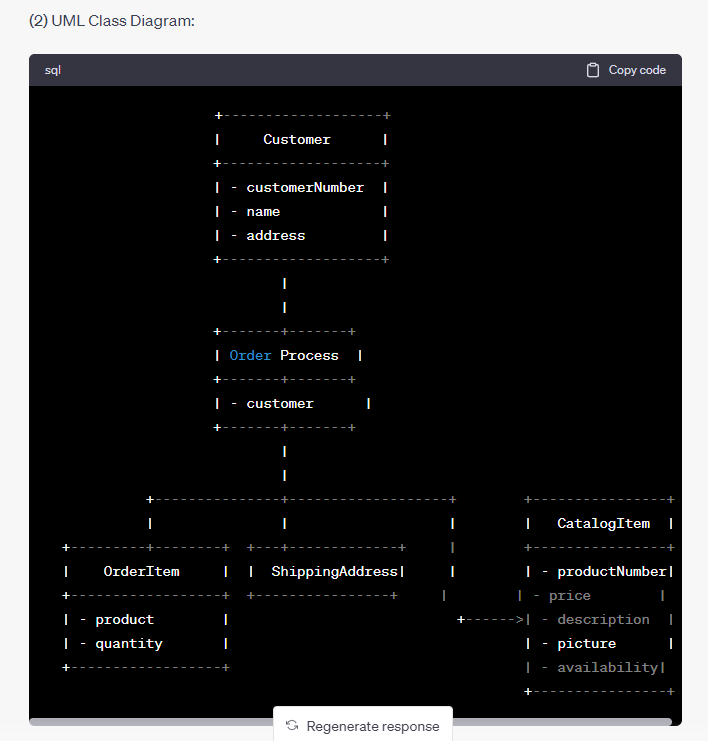 (2) UML Class Diagram:
sql Copy code
+-------------------+
|     Customer      |
+-------------------+
| - customerNumber  |
| - name            |
| - address         |
+-------------------+
|
|
+-------+-------+
| Order Process  |
+-------+-------+
| - customer      |
+-------+-------+
|
|
+---------------+-------------------+        +----------------+
|               |                   |        |   CatalogItem  |
+---------+--------+  +---+-------------+     |        +----------------+
|    OrderItem     |  |  ShippingAddress|     |        | - productNumber|
+------------------+  +----------------+     |        | - price        |
| - product        |                           +------>| - description  |
| - quantity       |                                   | - picture      |
+------------------+                                   | - availability|
+----------------+
Regenerate response